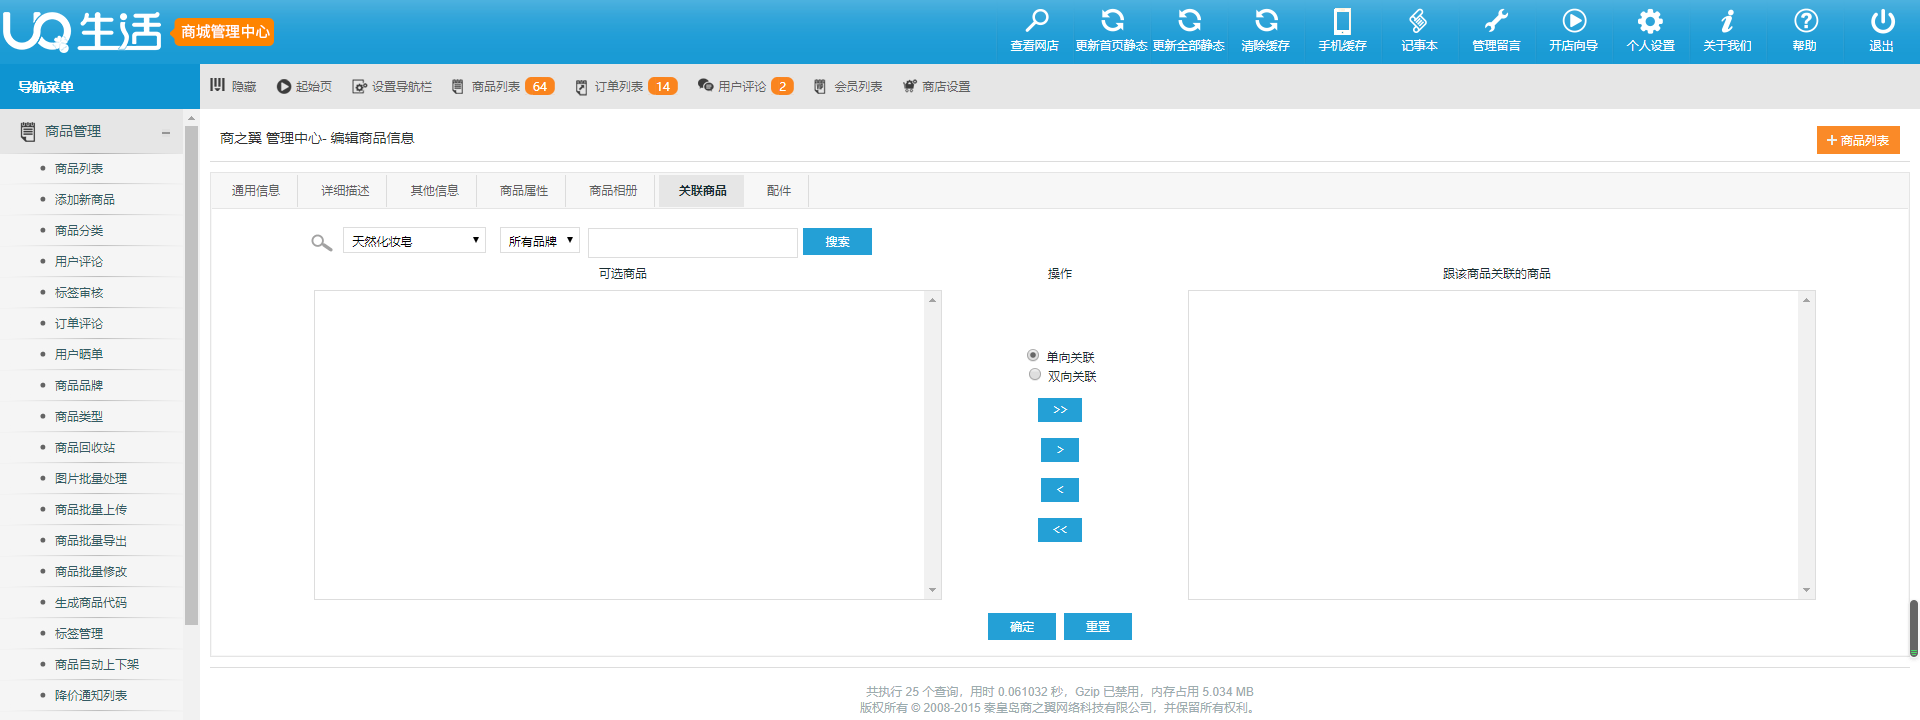 UQ生活 商城管理中心
查看网店 更新首页静态 更新全部静态 清除缓存 手机缓存 记事本 管理留言 开店向导 个人设置 关于我们 帮助 退出
导航菜单
隐藏 起始页 设置导航栏 商品列表 64 订单列表 14 用户评论 2 会员列表 商店设置
商品管理
商品列表
添加新商品
商品分类
用户评论
标签审核
订单评论
用户晒单
商品品牌
商品类型
商品回收站
图片批量处理
商品批量上传
商品批量导出
商品批量修改
生成商品代码
标签管理
商品自动上下架
降价通知列表
商之翼 管理中心- 编辑商品信息
+ 商品列表
通用信息 详细描述 其他信息 商品属性 商品相册 关联商品 配件
天然化妆皂 所有品牌 搜索
可选商品 操作 跟该商品关联的商品
单向关联
双向关联
>>
>
<
<<
确定 重置
共执行 25 个查询，用时 0.061032 秒，Gzip 已禁用，内存占用 5.034 MB
版权所有 © 2008-2015 秦皇岛商之翼网络科技有限公司，并保留所有权利。